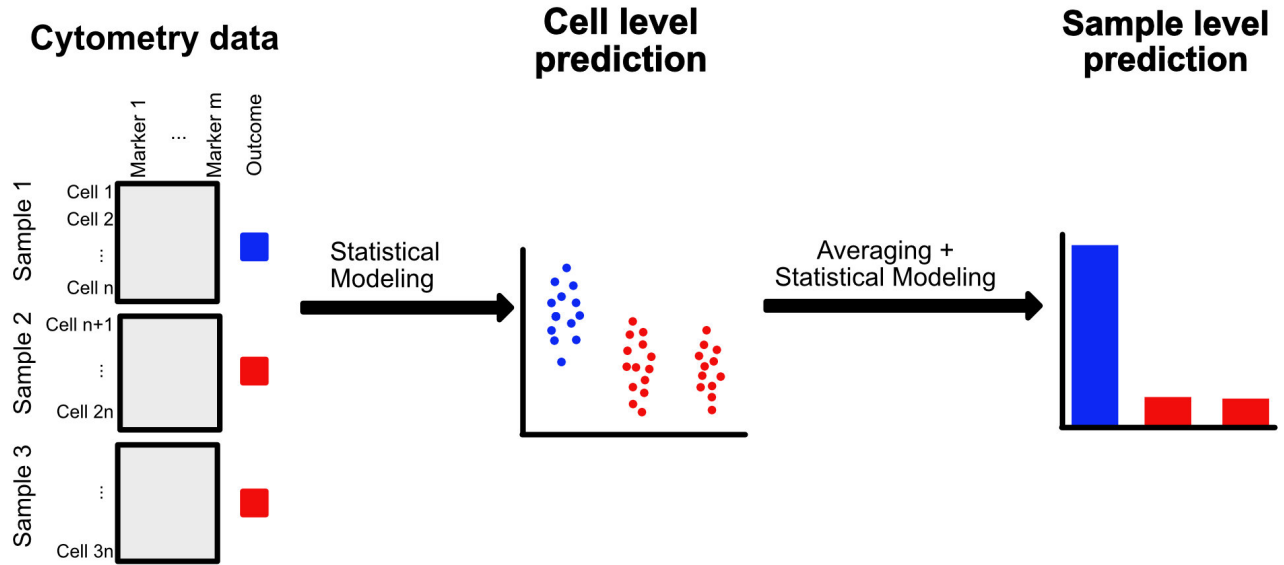 Cytometry data
Cell level
prediction
Sample level
prediction
Marker 1
...
Marker m
Outcome
Sample 1
Cell 1
Cell 2
...
Cell n
Sample 2
Cell n+1
...
Cell 2n
Sample 3
...
Cell 3n
Statistical
Modeling
Averaging +
Statistical Modeling